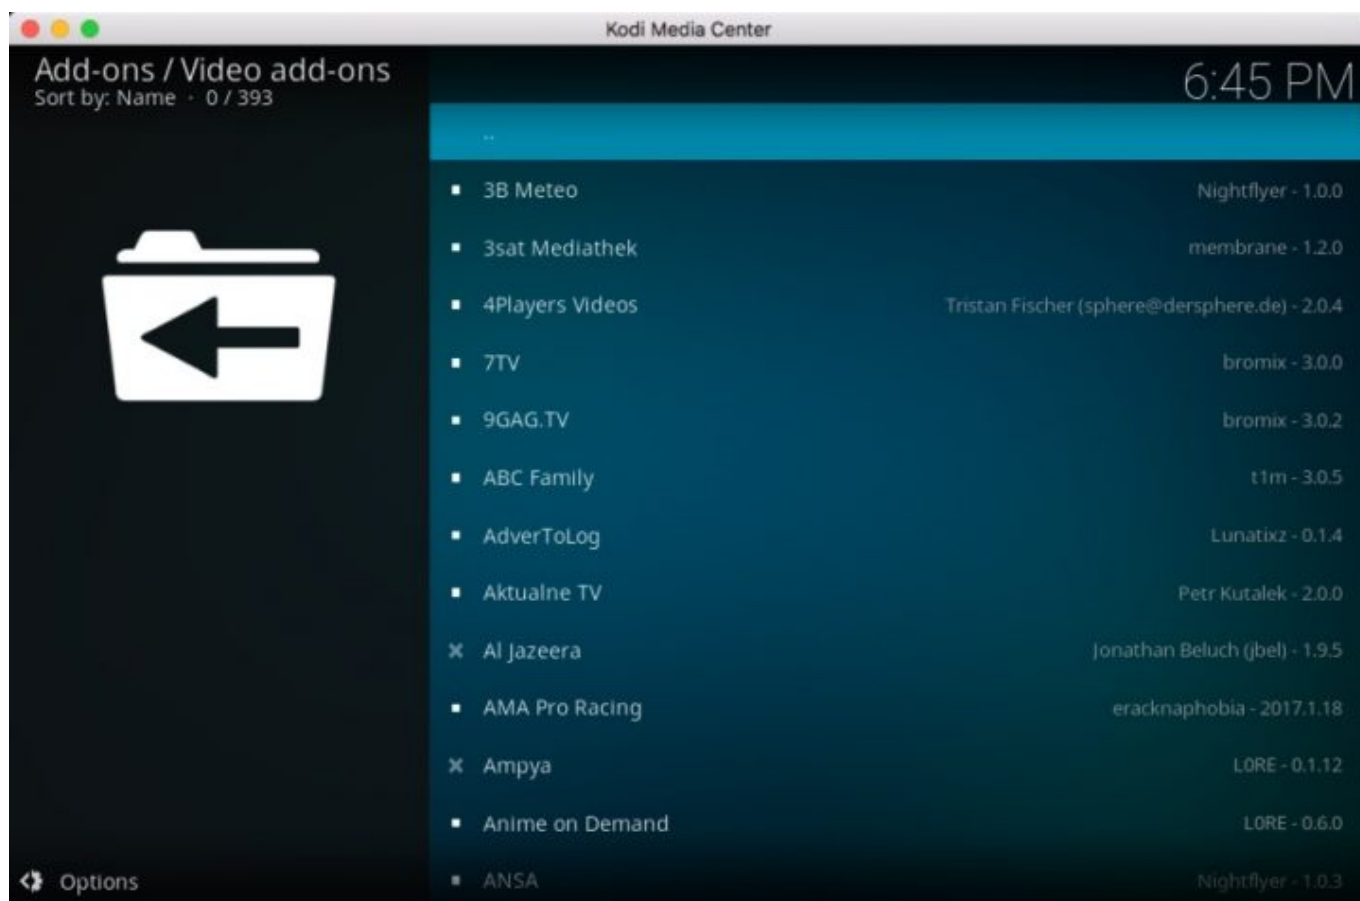 Kodi Media Center
Add-ons / Video add-ons
Sort by: Name · 0 / 393
6:45 PM
..
3B Meteo Nightflyer - 1.0.0
3sat Mediathek membrane - 1.2.0
4Players Videos Tristan Fischer (sphere@dersphere.de) - 2.0.4
7TV bromix - 3.0.0
9GAG.TV bromix - 3.0.2
ABC Family t1m - 3.0.5
AdverToLog Lunatixz - 0.1.4
Aktualne TV Petr Kutalek - 2.0.0
Al Jazeera Jonathan Beluch (jbel) - 1.9.5
AMA Pro Racing eracknaphobia - 2017.1.18
Ampya L0RE - 0.1.12
Anime on Demand L0RE - 0.6.0
ANSA Nightflyer - 1.0.3
Options